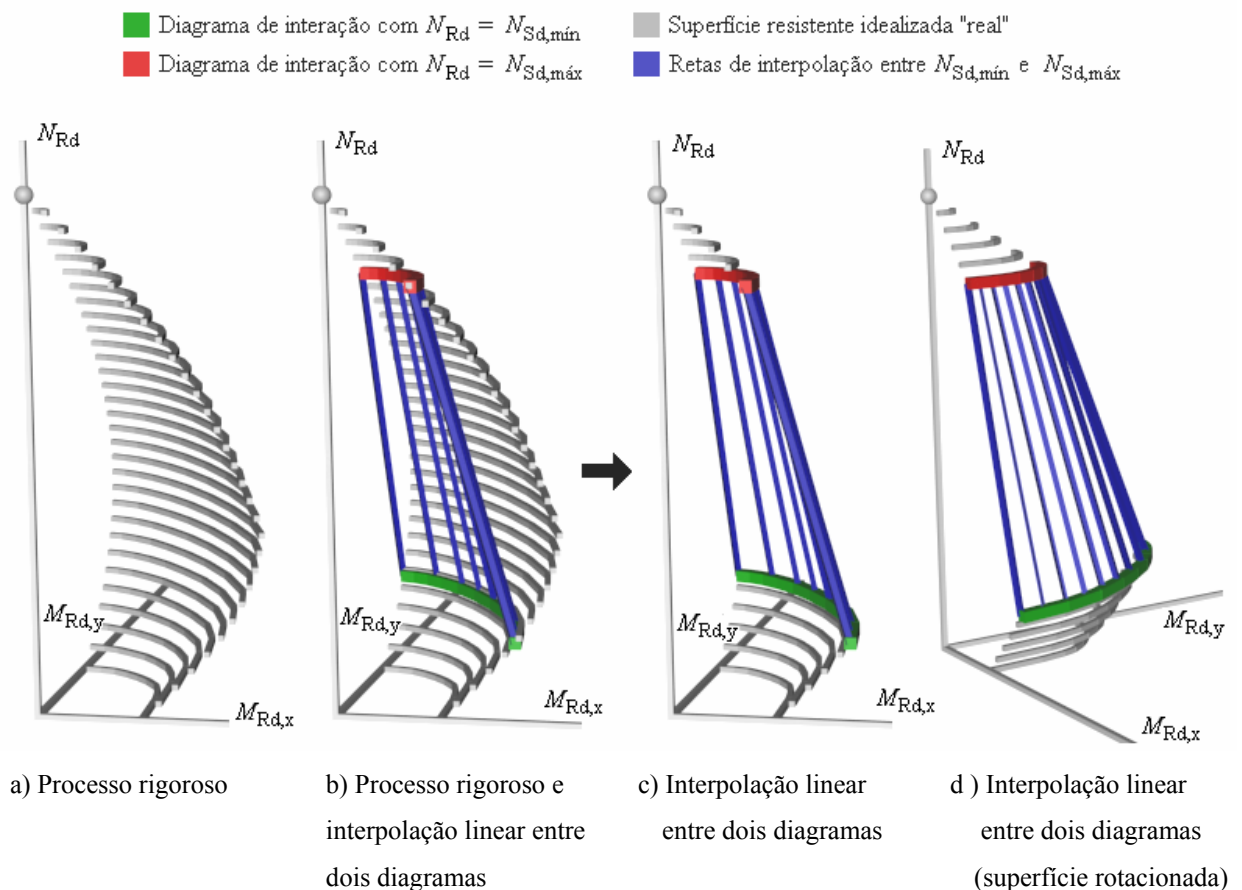 Diagrama de interação com N_Rd = N_Sd,mín
Superfície resistente idealizada "real"
Diagrama de interação com N_Rd = N_Sd,máx
Retas de interpolação entre N_Sd,mín e N_Sd,máx
N_Rd
N_Rd
N_Rd
N_Rd
M_Rd,y
M_Rd,y
M_Rd,y
M_Rd,y
M_Rd,x
M_Rd,x
M_Rd,x
M_Rd,x
a) Processo rigoroso
b) Processo rigoroso e
interpolação linear entre
dois diagramas
c) Interpolação linear
entre dois diagramas
d ) Interpolação linear
entre dois diagramas
(superfície rotacionada)